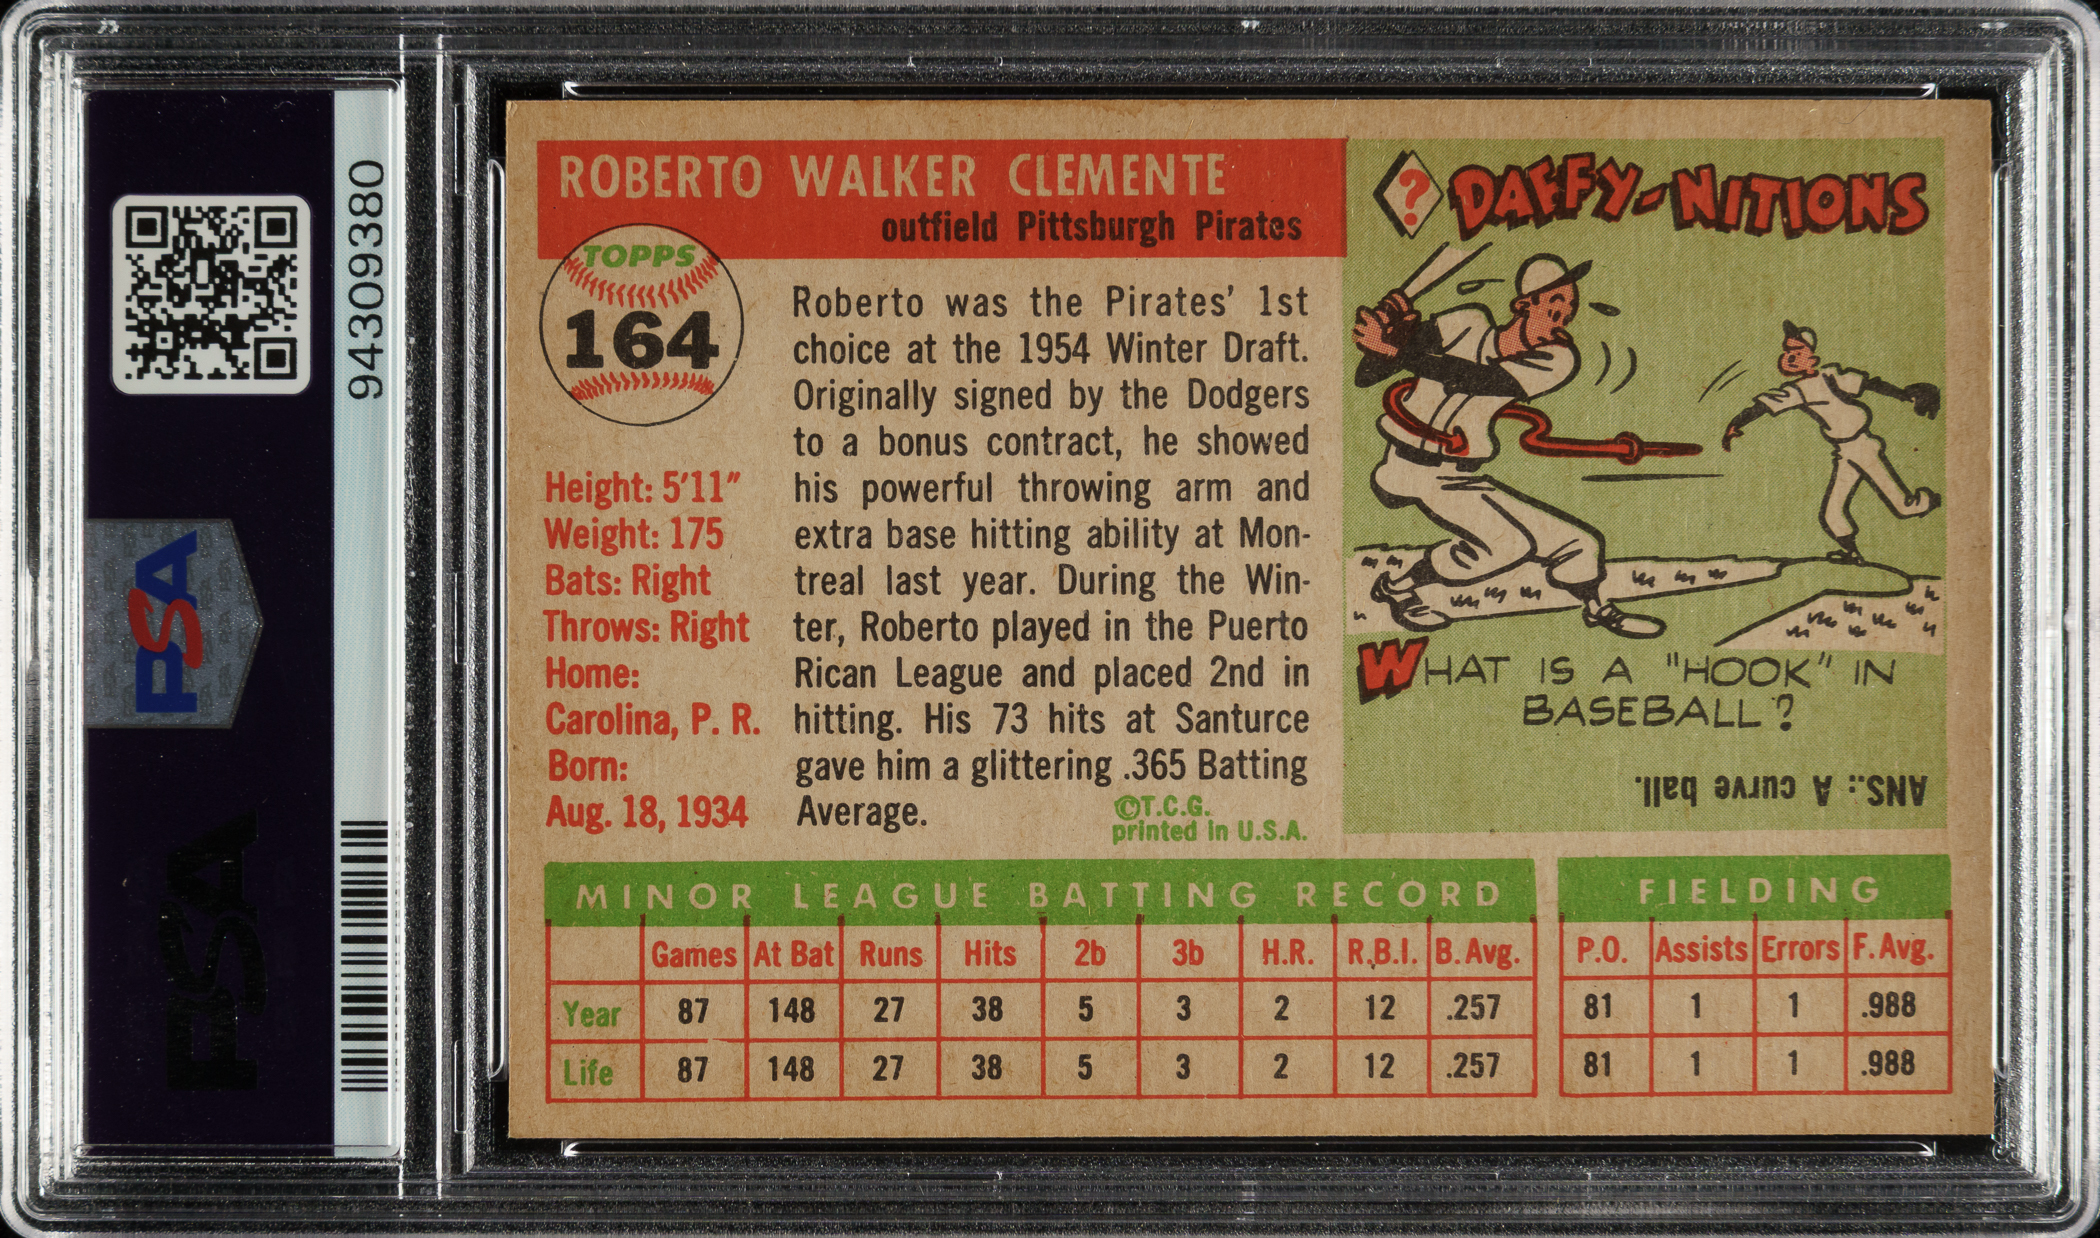 94309380
PSA
PSA
ROBERTO WALKER CLEMENTE
outfield Pittsburgh Pirates
TOPPS
164
Height: 5'11"
Weight: 175
Bats: Right
Throws: Right
Home:
Carolina, P. R.
Born:
Aug. 18, 1934
Roberto was the Pirates' 1st
choice at the 1954 Winter Draft.
Originally signed by the Dodgers
to a bonus contract, he showed
his powerful throwing arm and
extra base hitting ability at Mon-
treal last year. During the Win-
ter, Roberto played in the Puerto
Rican League and placed 2nd in
hitting. His 73 hits at Santurce
gave him a glittering .365 Batting
Average.
©T.C.G.
printed in U.S.A.
? DAFFY-NITIONS
WHAT IS A "HOOK" IN
BASEBALL?
ANS.: A curve ball.
MINOR LEAGUE BATTING RECORD
Games At Bat Runs Hits 2b 3b H.R. R.B.I. B. Avg.
Year 87 148 27 38 5 3 2 12 .257
Life 87 148 27 38 5 3 2 12 .257
FIELDING
P.O. Assists Errors F. Avg.
81 1 1 .988
81 1 1 .988